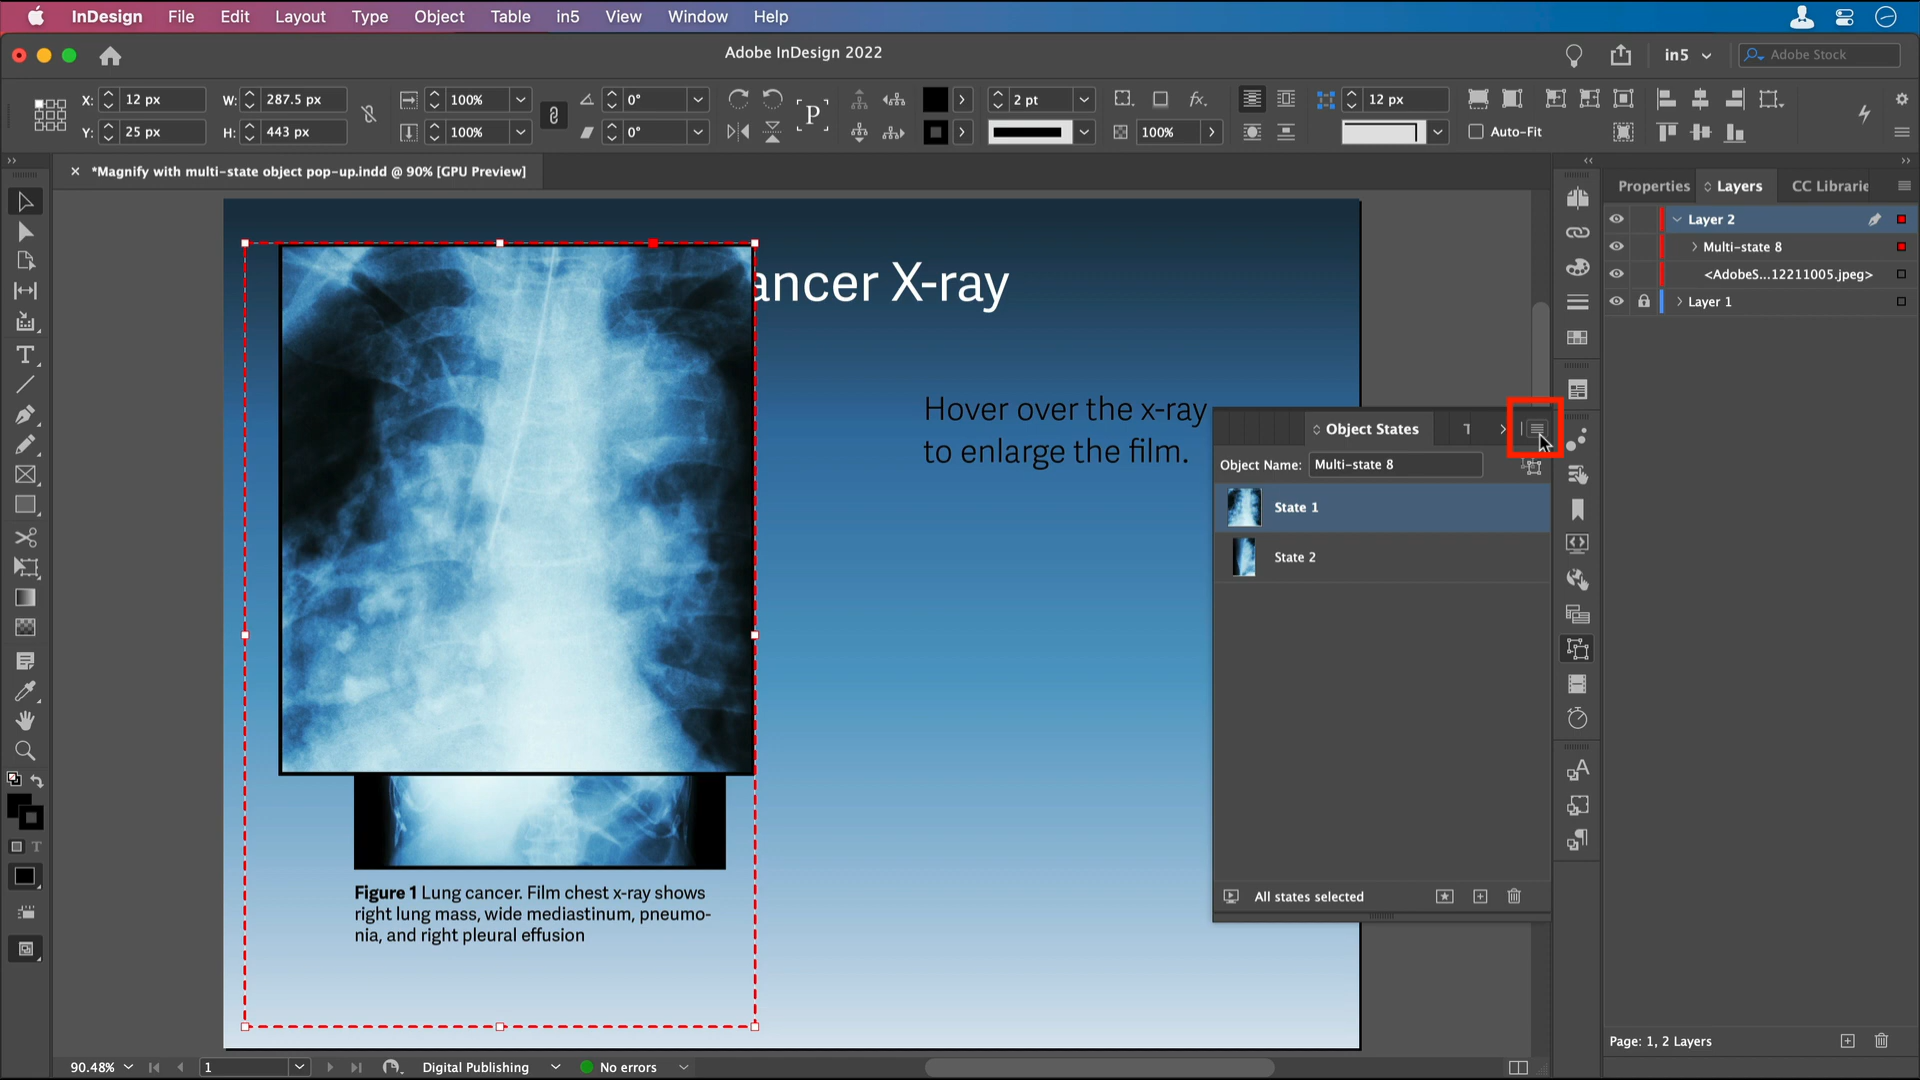 InDesign File Edit Layout Type Object Table in5 View Window Help
Adobe InDesign 2022
in5
Adobe Stock
X: 12 px W: 287.5 px 100% 0° P 2 pt fx. 12 px
Y: 25 px H: 443 px 100% 0° 100% Auto-Fit
*Magnify with multi-state object pop-up.indd @ 90% [GPU Preview]
Properties Layers CC Librarie
Layer 2
Multi-state 8
<AdobeS...12211005.jpeg>
Layer 1
ancer X-ray
Hover over the x-ray
to enlarge the film.
Object States T
Object Name: Multi-state 8
State 1
State 2
All states selected
Figure 1 Lung cancer. Film chest x-ray shows
right lung mass, wide mediastinum, pneumo-
nia, and right pleural effusion
Page: 1, 2 Layers
90.48% 1 Digital Publishing No errors